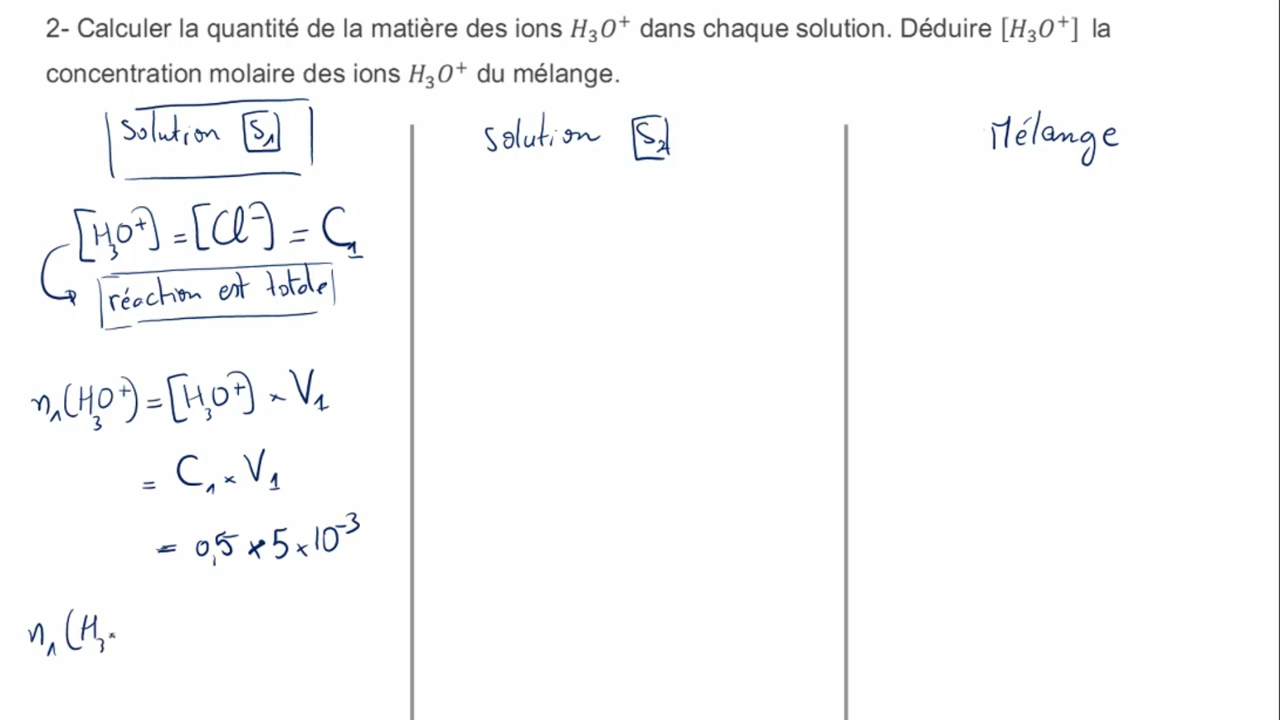 2- Calculer la quantité de la matière des ions H₃O⁺ dans chaque solution. Déduire [H₃O⁺] la
concentration molaire des ions H₃O⁺ du mélange.
Solution S₁
[H₃O⁺] = [Cl⁻] = C₁
réaction est totale
n₁(H₃O⁺) = [H₃O⁺] × V₁
= C₁ × V₁
= 0,5 × 5 × 10⁻³
n₁(H₃
Solution S₂
Mélange